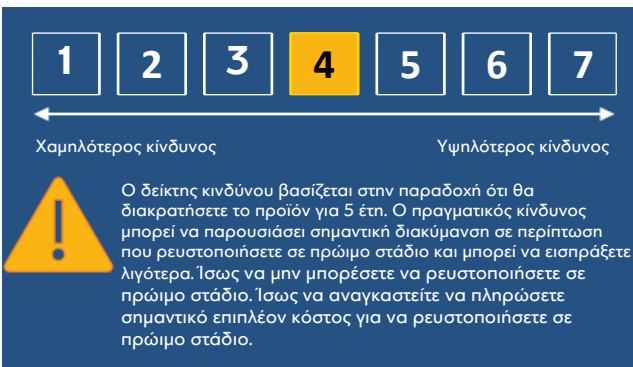 1 2 3 4 5 6 7
Χαμηλότερος κίνδυνος Υψηλότερος κίνδυνος
Ο δείκτης κινδύνου βασίζεται στην παραδοχή ότι θα
διακρατήσετε το προϊόν για 5 έτη. Ο πραγματικός κίνδυνος
μπορεί να παρουσιάσει σημαντική διακύμανση σε περίπτωση
που ρευστοποιήσετε σε πρώιμο στάδιο και μπορεί να εισπράξετε
λιγότερα. Ίσως να μην μπορέσετε να ρευστοποιήσετε σε
πρώιμο στάδιο. Ίσως να αναγκαστείτε να πληρώσετε
σημαντικό επιπλέον κόστος για να ρευστοποιήσετε σε
πρώιμο στάδιο.